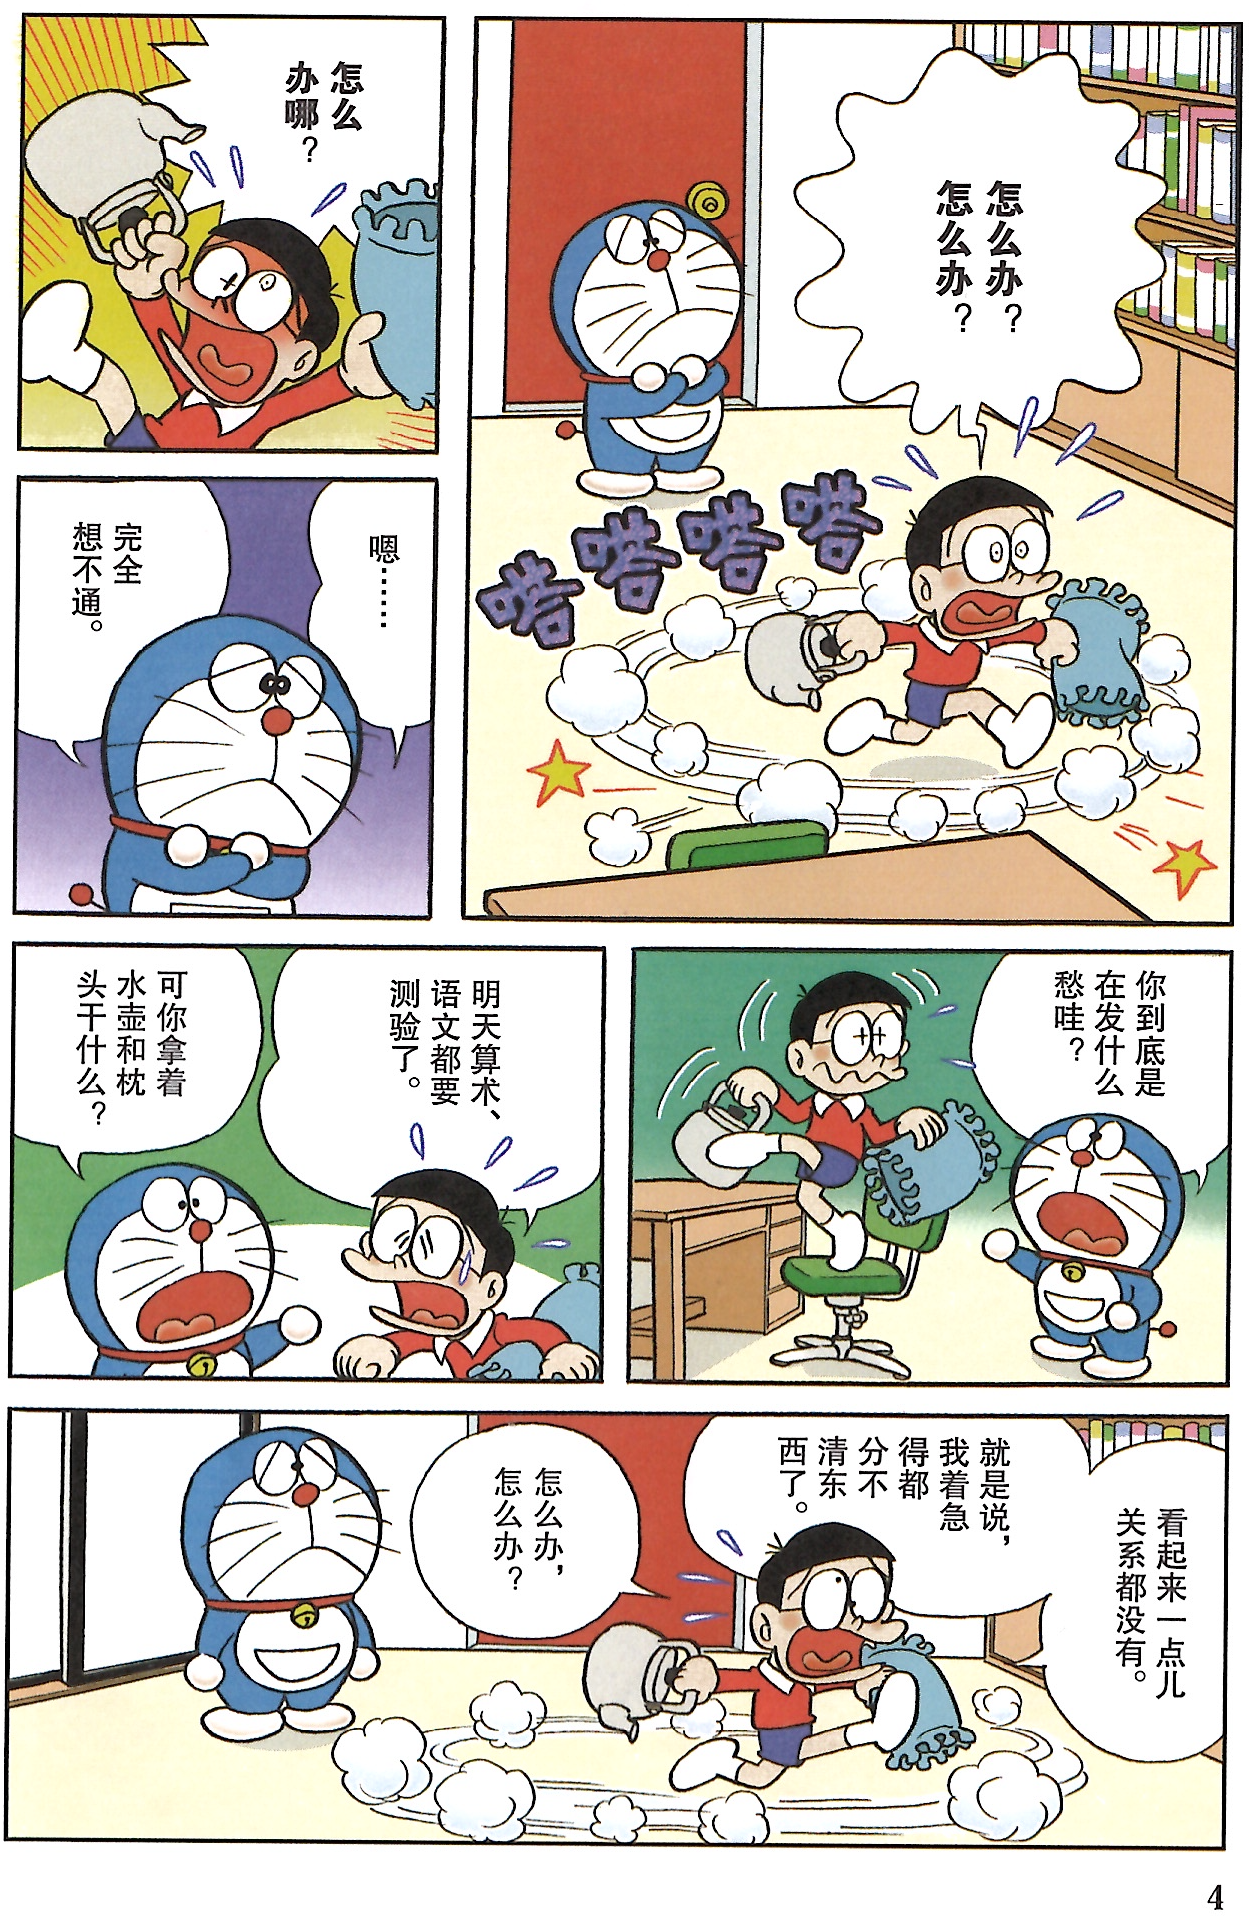 怎么办？
怎么办？
嗒嗒嗒嗒
怎么
办哪？
嗯……
完全
想不通。
你到底是
在发什么
愁哇？
明天算术、
语文都要
测验了。
可你拿着
水壶和枕
头干什么？
看起来一点儿
关系都没有。
就是说，
我着急
得都
分不
清东
西了。
怎么办，
怎么办？
4